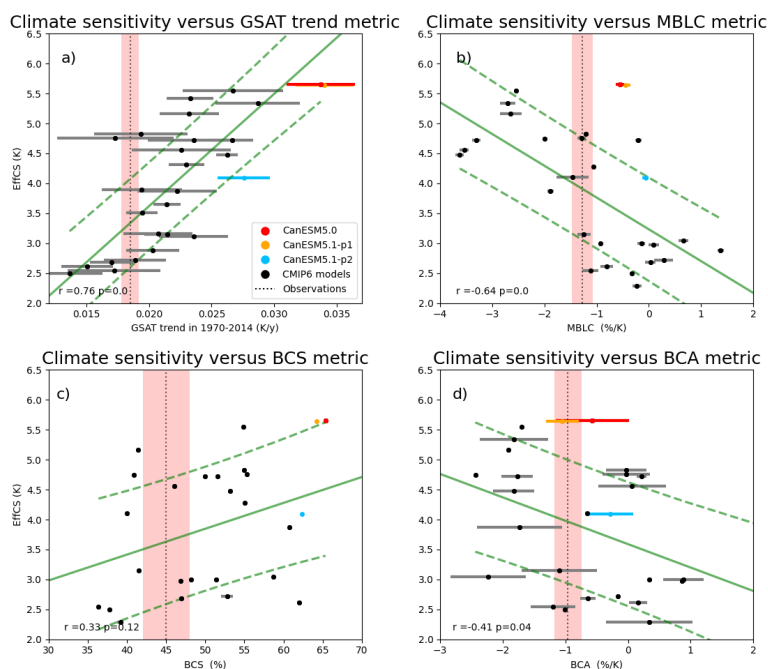 Climate sensitivity versus GSAT trend metric
a)
EffCS (K)
6.5
6.0
5.5
5.0
4.5
4.0
3.5
3.0
2.5
2.0
CanESM5.0
CanESM5.1-p1
CanESM5.1-p2
CMIP6 models
Observations
r =0.76 p=0.0
0.015 0.020 0.025 0.030 0.035
GSAT trend in 1970-2014 (K/y)
Climate sensitivity versus MBLC metric
b)
6.5
6.0
5.5
5.0
4.5
4.0
3.5
3.0
2.5
2.0
r =-0.64 p=0.0
−4 −3 −2 −1 0 1 2
MBLC (%/K)
Climate sensitivity versus BCS metric
c)
EffCS (K)
6.5
6.0
5.5
5.0
4.5
4.0
3.5
3.0
2.5
2.0
r =0.33 p=0.12
30 40 50 60 70
BCS (%)
Climate sensitivity versus BCA metric
d)
EffCS (K)
6.5
6.0
5.5
5.0
4.5
4.0
3.5
3.0
2.5
2.0
r =-0.41 p=0.04
−3 −2 −1 0 1 2
BCA (%/K)